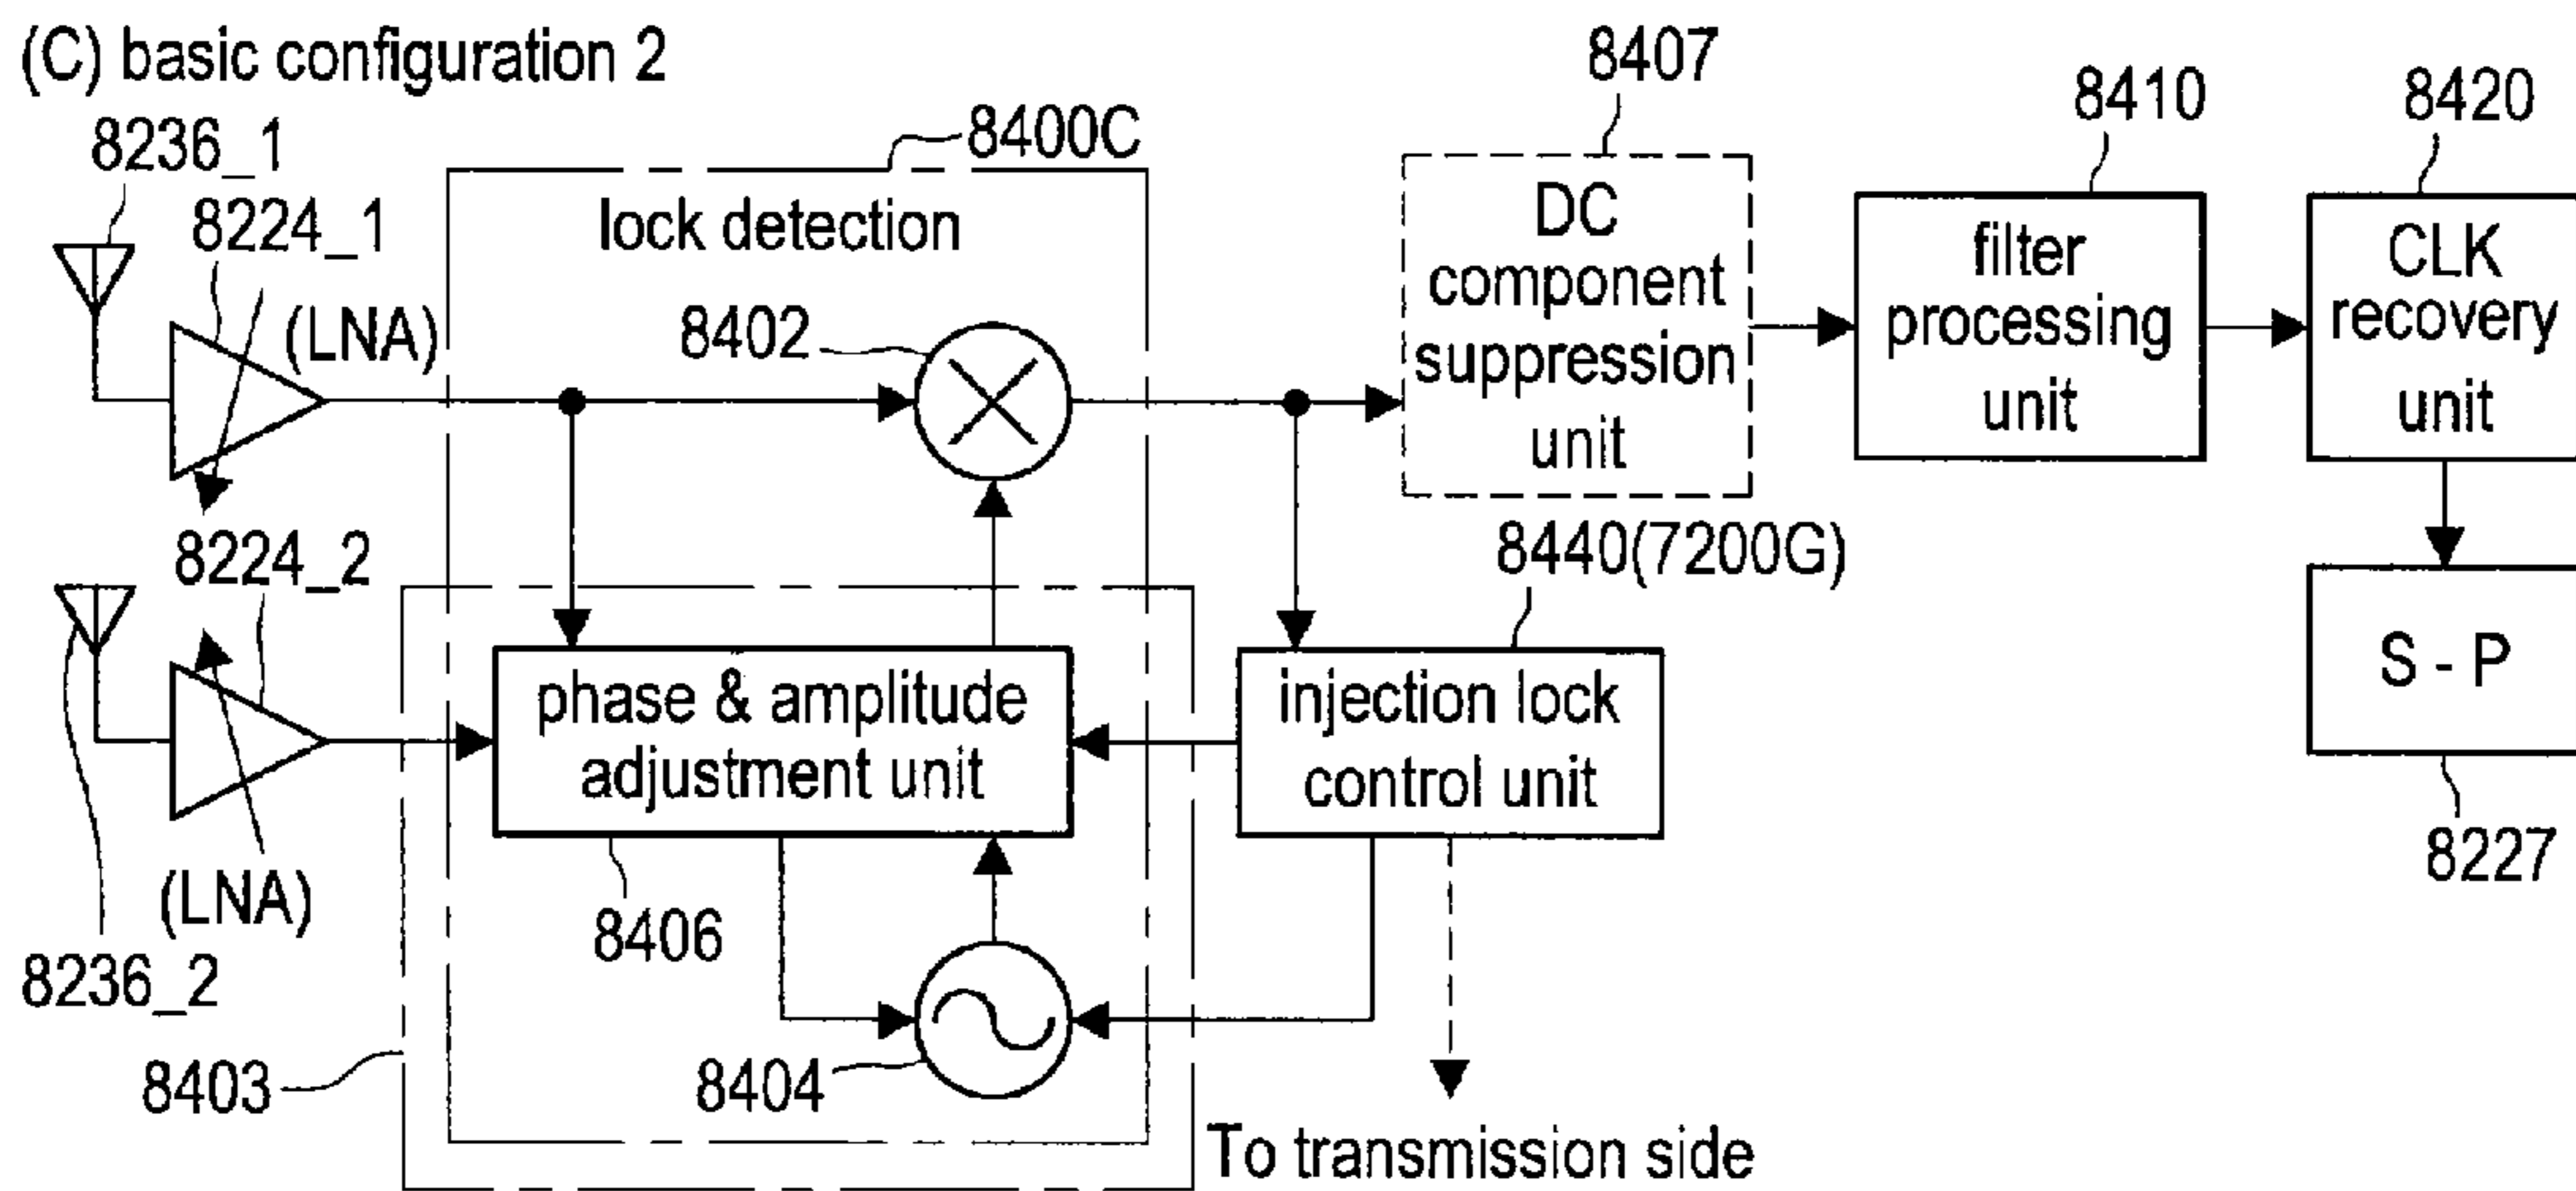 (C) basic configuration 2
8236_1
8224_1
(LNA)
8400C
lock detection
8402
8407
DC
component
suppression
unit
8410
filter
processing
unit
8420
CLK
recovery
unit
8224_2
8440(7200G)
phase & amplitude
adjustment unit
injection lock
control unit
S - P
8227
(LNA)
8236_2
8406
8403
8404
To transmission side